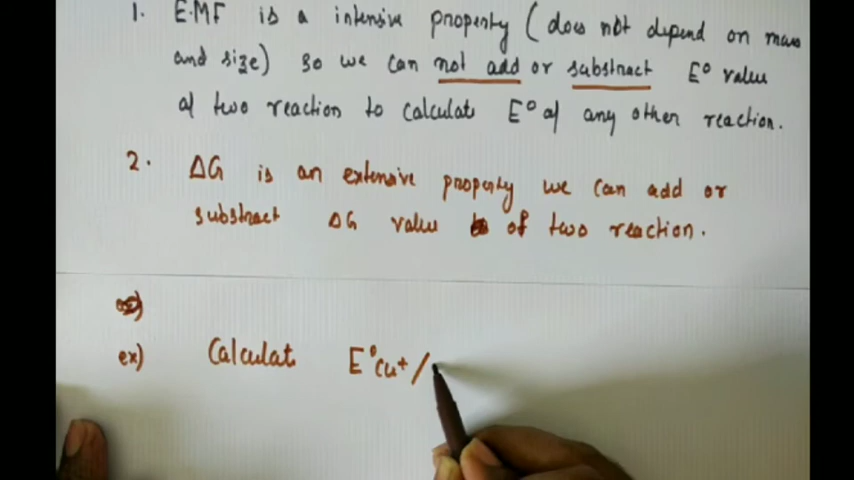 1. E.MF is a intensive property (does not depend on mass
and size) so we can not add or substract E° value
of two reaction to calculate E° of any other reaction.
2. ΔG is an extensive property we can add or
substract ΔG value of two reaction.
ex) Calculate E°cu+/